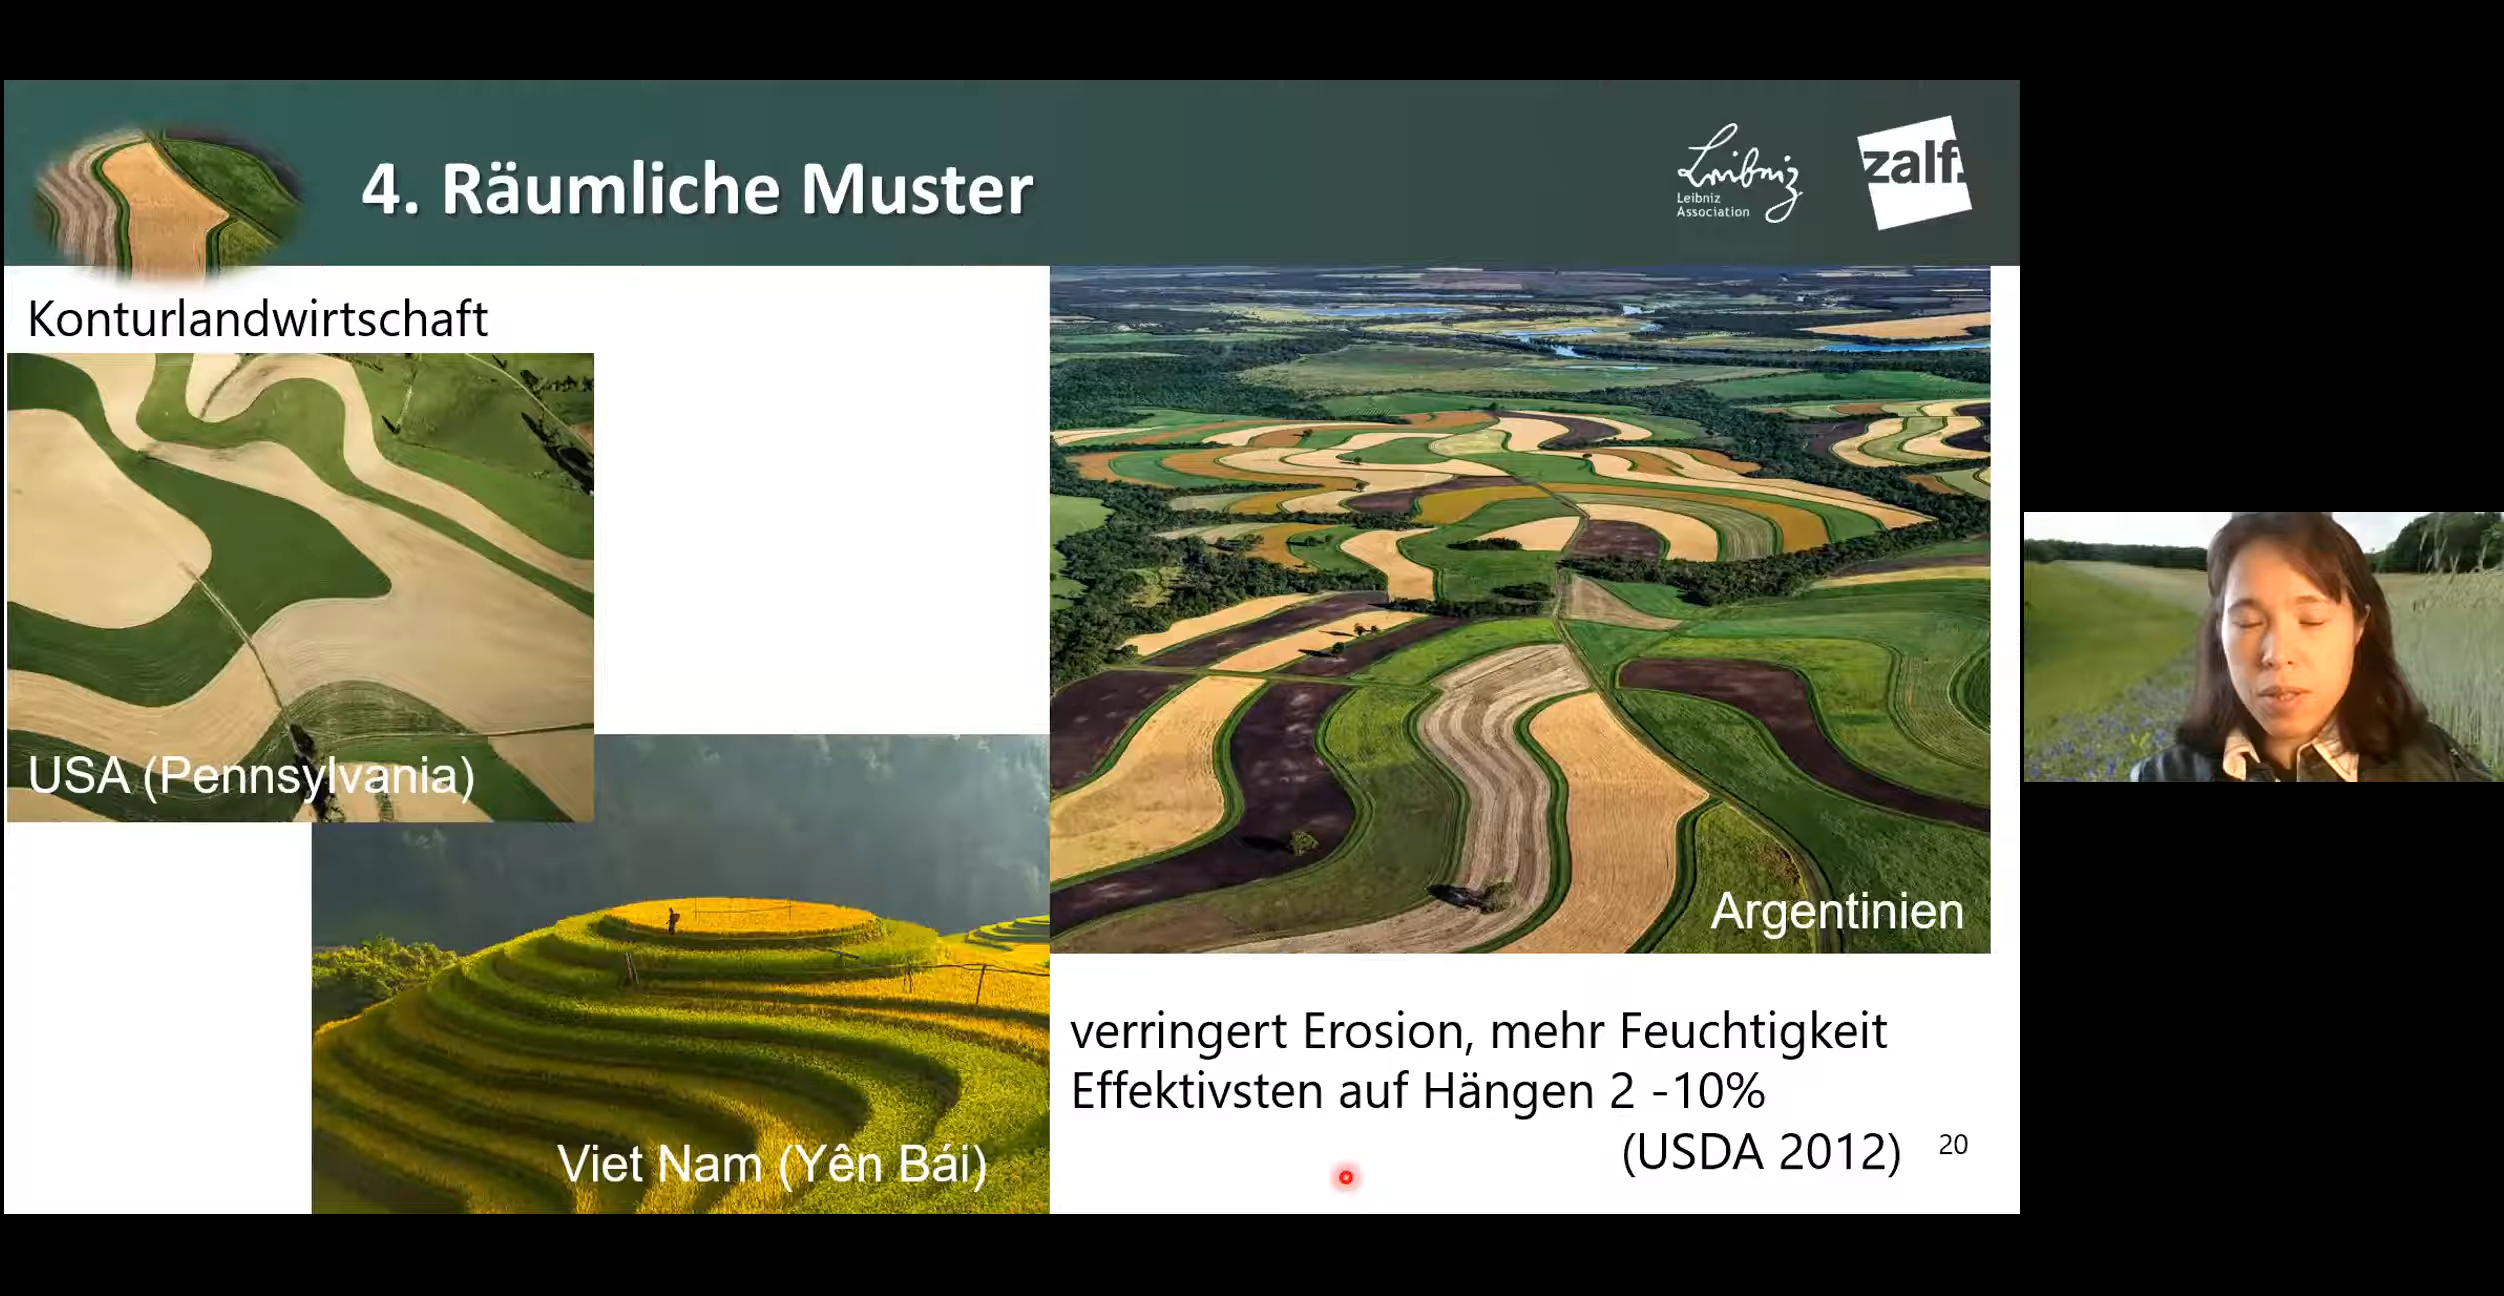 4. Räumliche Muster
Leibniz
Leibniz
Association
zalf.
Konturlandwirtschaft
USA (Pennsylvania)
Viet Nam (Yên Bái)
Argentinien
verringert Erosion, mehr Feuchtigkeit
Effektivsten auf Hängen 2 -10%
(USDA 2012)
20